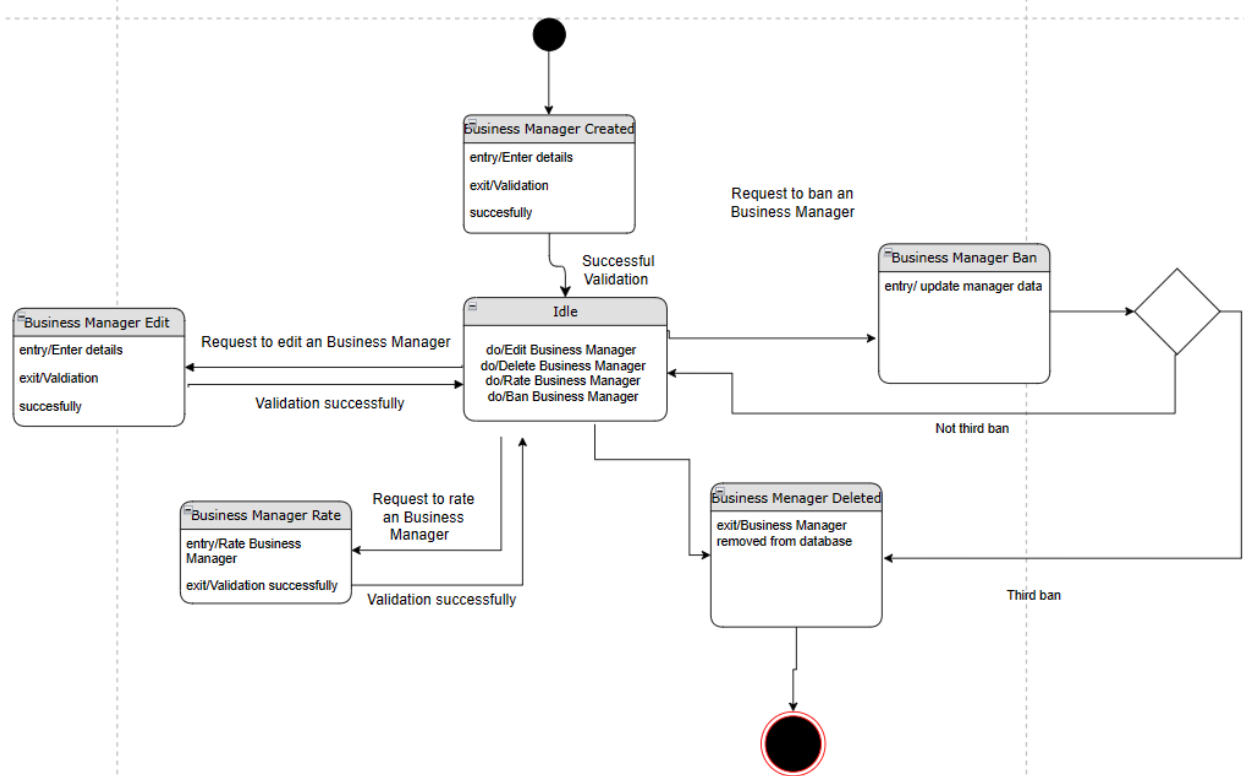 Business Manager Created
entry/Enter details
exit/Validation
succesfully
Request to ban an
Business Manager
Successful
Validation
Business Manager Ban
entry/ update manager data
Business Manager Edit
entry/Enter details
exit/Valdiation
succesfully
Request to edit an Business Manager
Validation successfully
Idle
do/Edit Business Manager
do/Delete Business Manager
do/Rate Business Manager
do/Ban Business Manager
Not third ban
Request to rate
an Business
Manager
Business Manager Rate
entry/Rate Business
Manager
exit/Validation successfully
Validation successfully
Business Menager Deleted
exit/Business Manager
removed from database
Third ban